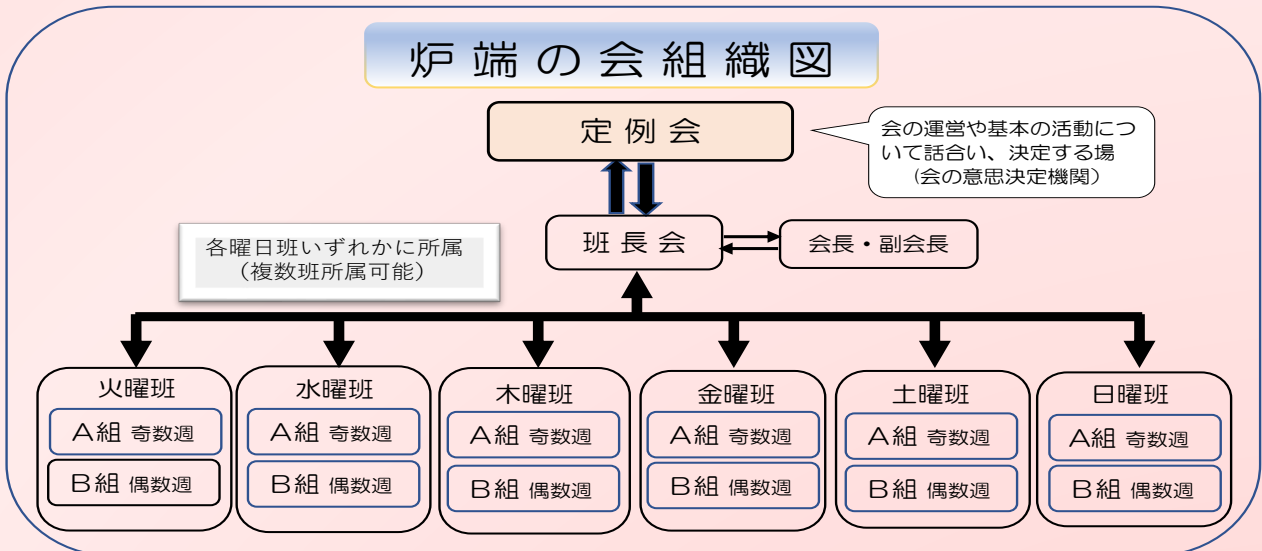 炉端の会組織図
定例会
会の運営や基本の活動につ
いて話合い、決定する場
(会の意思決定機関)
班長会
会長・副会長
各曜日班いずれかに所属
(複数班所属可能)
火曜班
A組 奇数週
B組 偶数週
水曜班
A組 奇数週
B組 偶数週
木曜班
A組 奇数週
B組 偶数週
金曜班
A組 奇数週
B組 偶数週
土曜班
A組 奇数週
B組 偶数週
日曜班
A組 奇数週
B組 偶数週